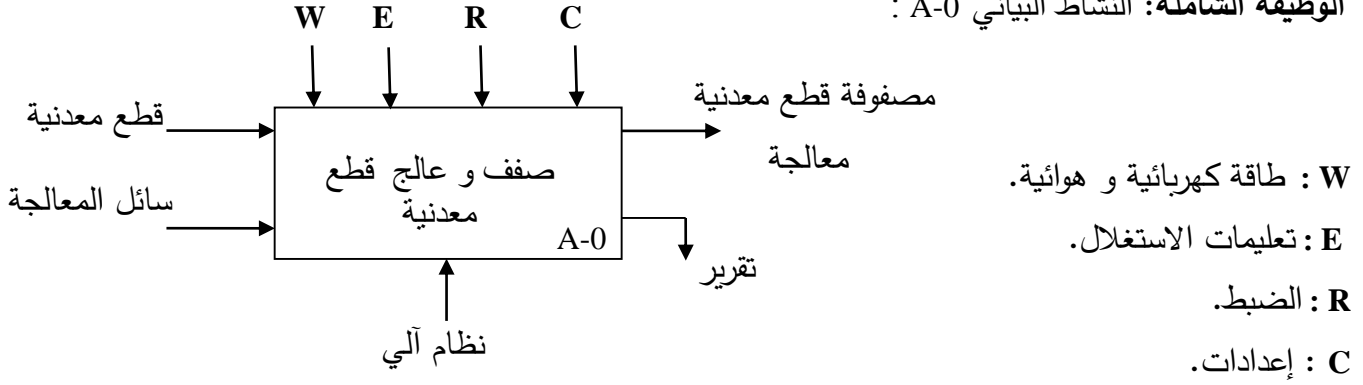 الوظيفة الشاملة: النشاط البياني A-0 :
W E R C
قطع معدنية
سائل المعالجة
صفف و عالج قطع
معدنية
A-0
مصفوفة قطع معدنية
معالجة
تقرير
نظام آلي
W : طاقة كهربائية و هوائية.
E : تعليمات الاستغلال.
R : الضبط.
C : إعدادات.